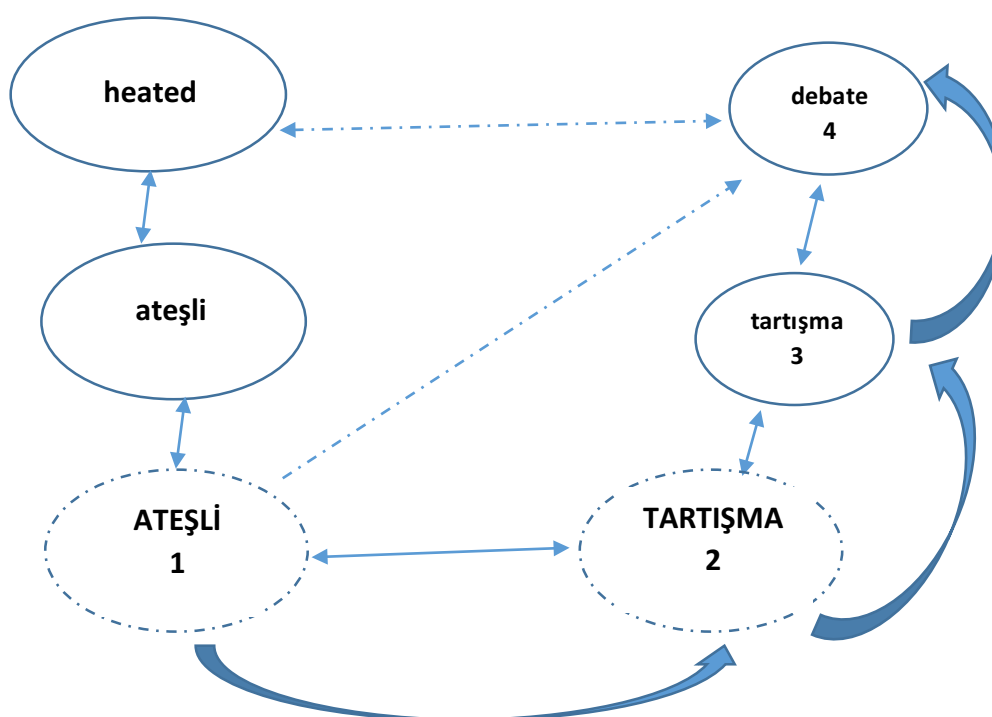 heated
debate
4
ateşli
tartışma
3
ATEŞLİ
1
TARTIŞMA
2